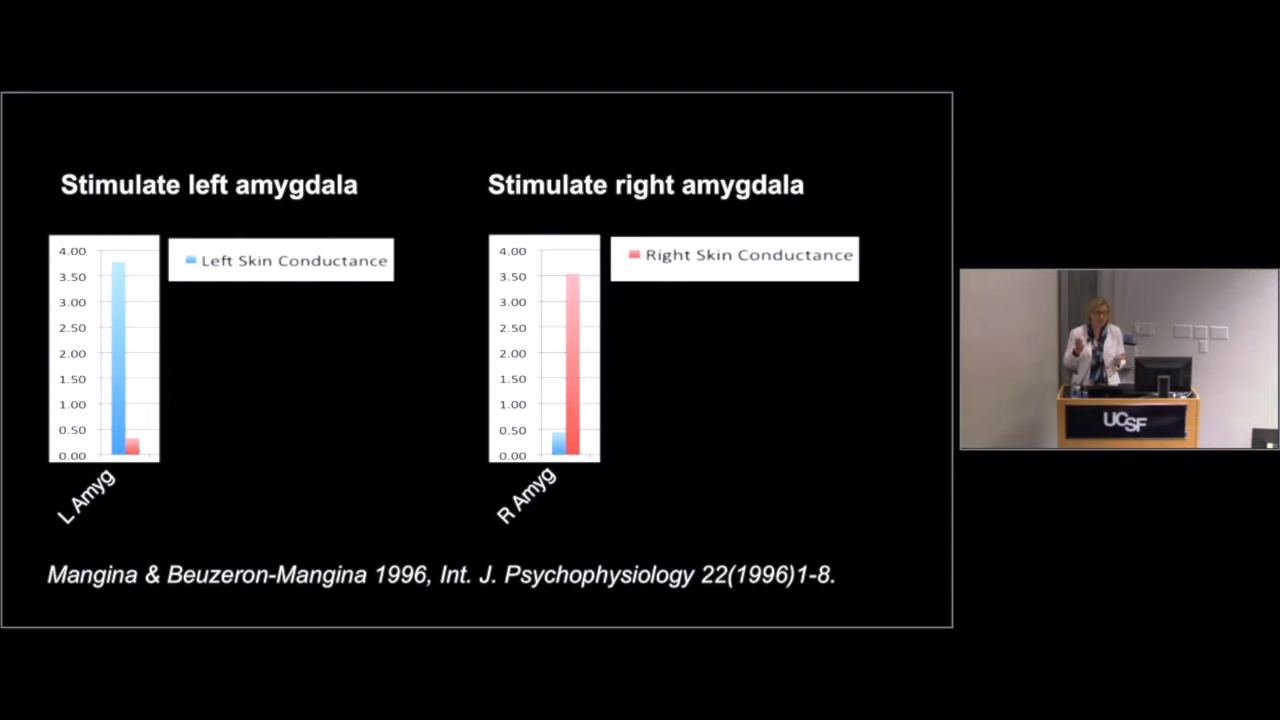 Stimulate left amygdala
Stimulate right amygdala
4.00
3.50
3.00
2.50
2.00
1.50
1.00
0.50
0.00
Left Skin Conductance
L Amyg
4.00
3.50
3.00
2.50
2.00
1.50
1.00
0.50
0.00
Right Skin Conductance
R Amyg
Mangina & Beuzeron-Mangina 1996, Int. J. Psychophysiology 22(1996)1-8.
UCSF